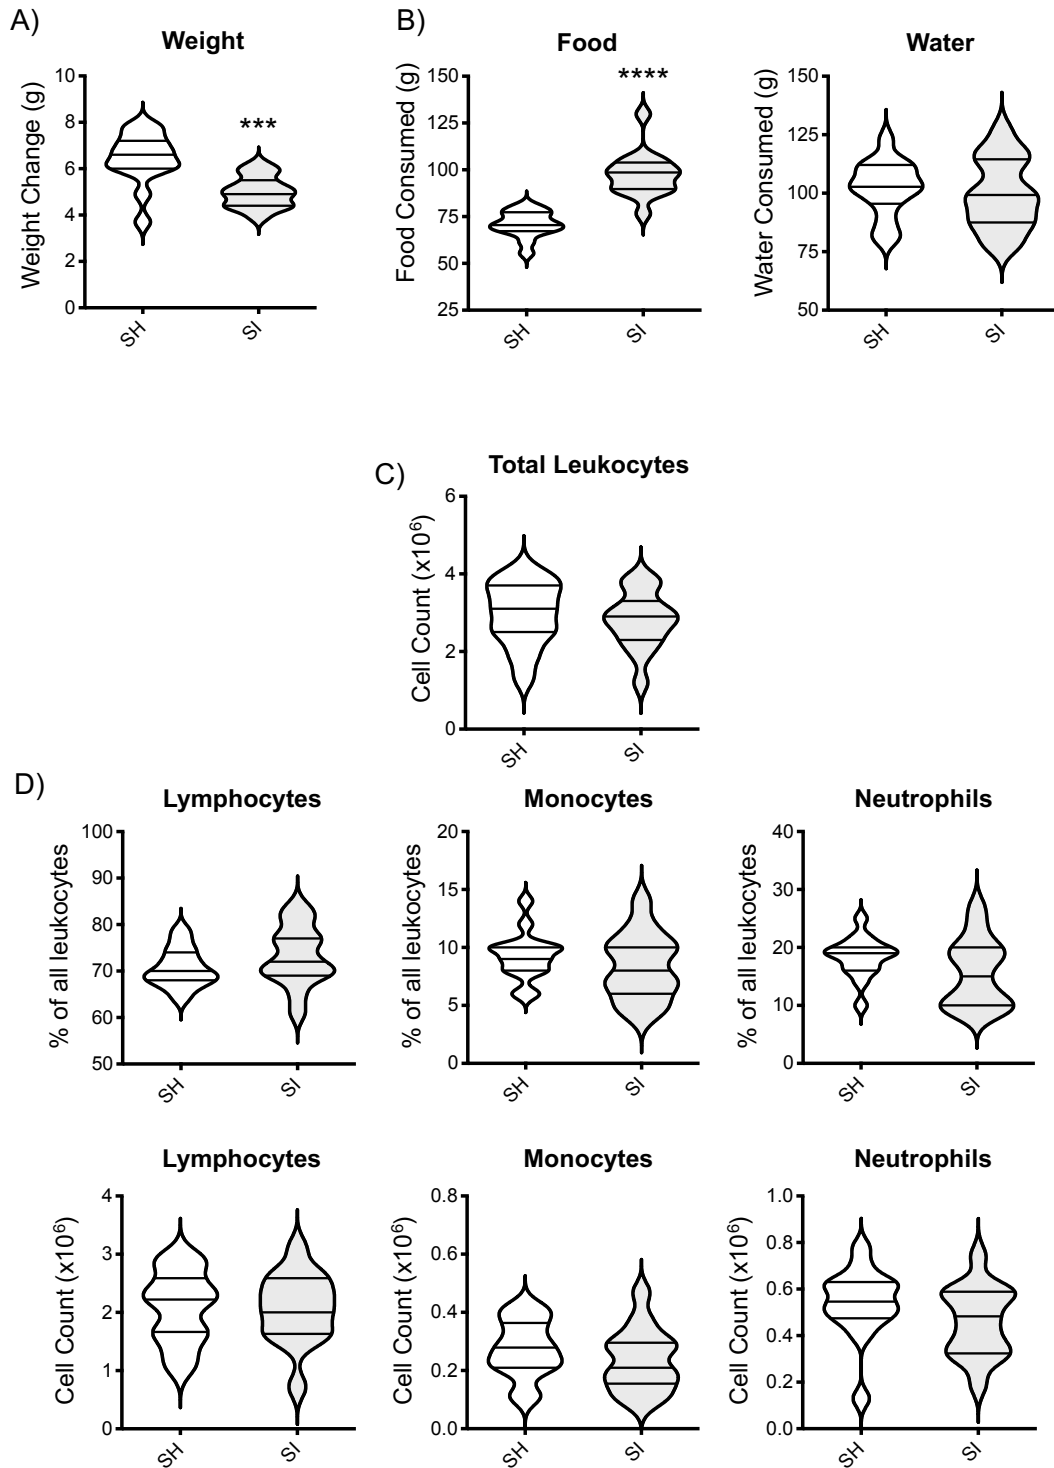 A)
Weight
Weight Change (g)
10
8
6
4
2
0
***
SH
SI
B)
Food
Food Consumed (g)
150
125
100
75
50
25
****
SH
SI
Water
Water Consumed (g)
150
125
100
75
50
SH
SI
C)
Total Leukocytes
Cell Count (x10⁶)
6
4
2
0
SH
SI
D)
Lymphocytes
% of all leukocytes
100
90
80
70
60
50
SH
SI
Monocytes
% of all leukocytes
20
15
10
5
0
SH
SI
Neutrophils
% of all leukocytes
40
30
20
10
0
SH
SI
Lymphocytes
Cell Count (x10⁶)
4
3
2
1
0
SH
SI
Monocytes
Cell Count (x10⁶)
0.8
0.6
0.4
0.2
0.0
SH
SI
Neutrophils
Cell Count (x10⁶)
1.0
0.8
0.6
0.4
0.2
0.0
SH
SI